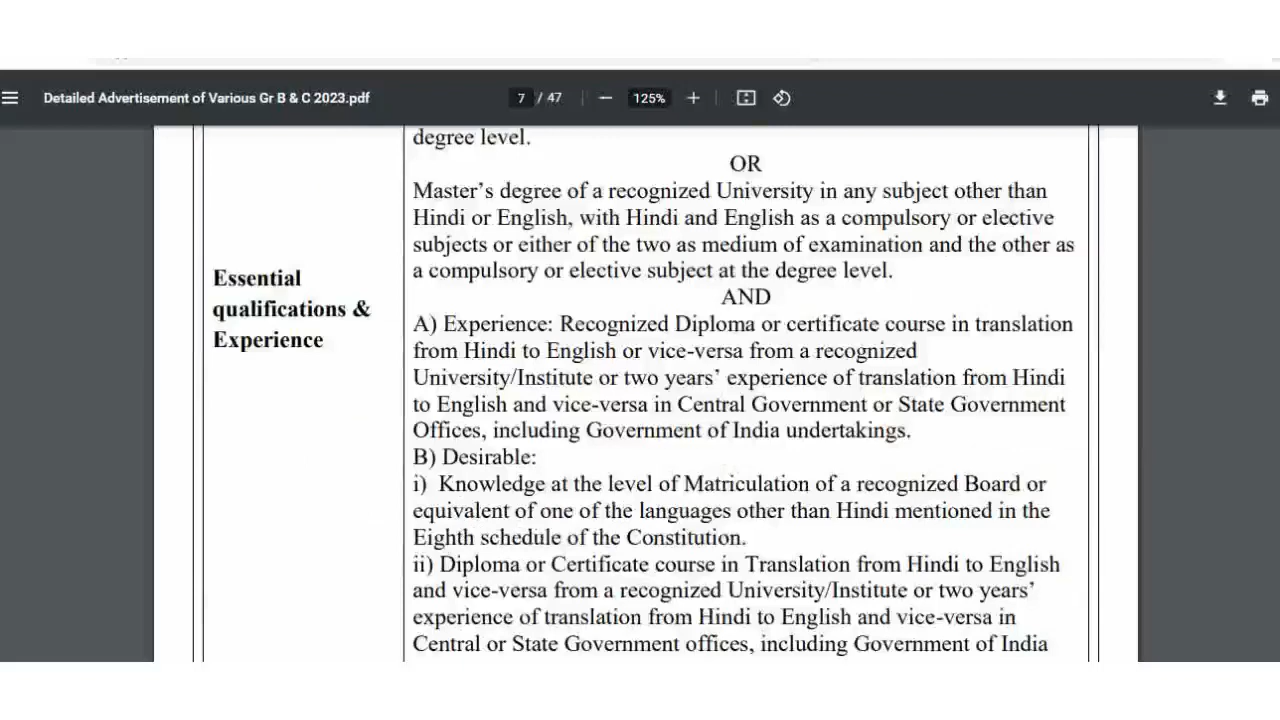 Detailed Advertisement of Various Gr B & C 2023.pdf
7 / 47
125%
degree level.
OR
Master’s degree of a recognized University in any subject other than
Hindi or English, with Hindi and English as a compulsory or elective
subjects or either of the two as medium of examination and the other as
a compulsory or elective subject at the degree level.
AND
Essential
qualifications &
Experience
A) Experience: Recognized Diploma or certificate course in translation
from Hindi to English or vice-versa from a recognized
University/Institute or two years’ experience of translation from Hindi
to English and vice-versa in Central Government or State Government
Offices, including Government of India undertakings.
B) Desirable:
i) Knowledge at the level of Matriculation of a recognized Board or
equivalent of one of the languages other than Hindi mentioned in the
Eighth schedule of the Constitution.
ii) Diploma or Certificate course in Translation from Hindi to English
and vice-versa from a recognized University/Institute or two years’
experience of translation from Hindi to English and vice-versa in
Central or State Government offices, including Government of India